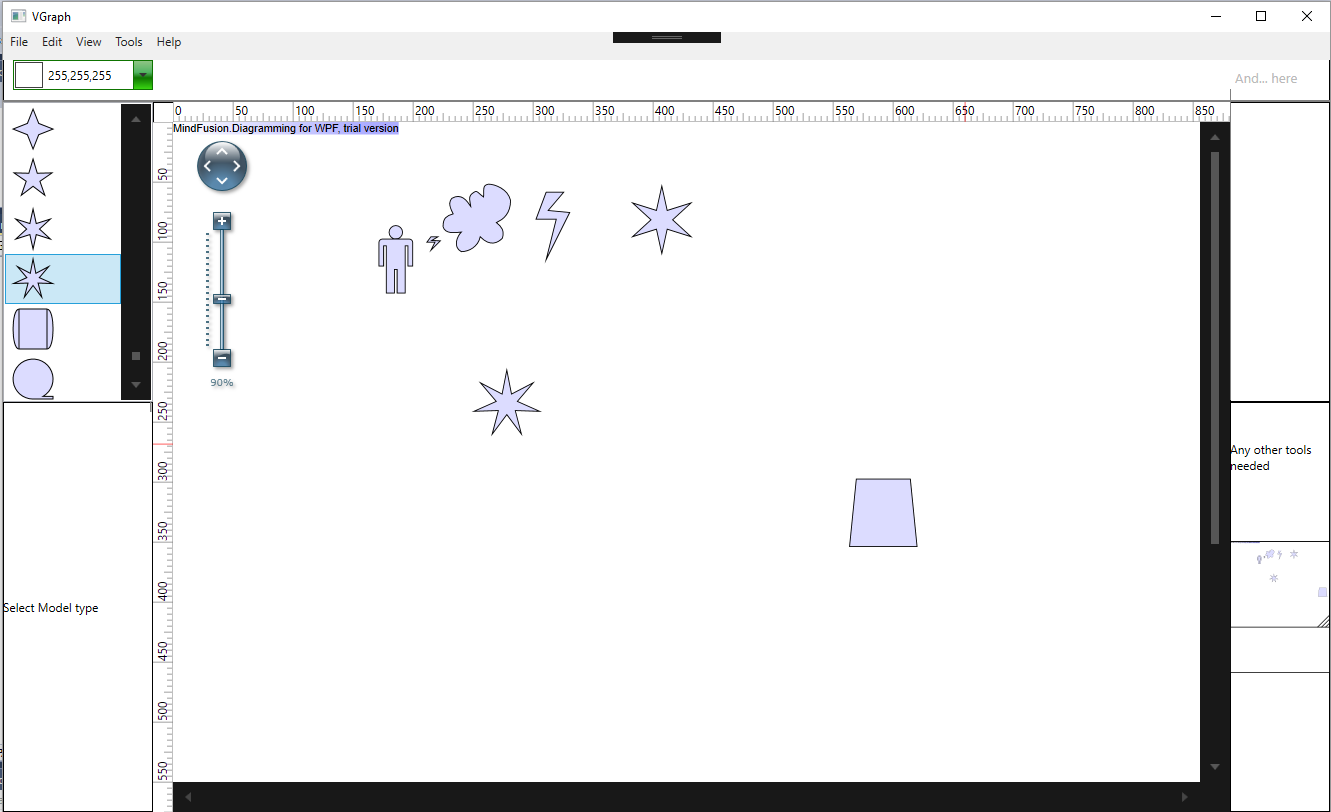 VGraph
File Edit View Tools Help
255,255,255
And... here
0 50 100 150 200 250 300 350 400 450 500 550 600 650 700 750 800 850
MindFusion.Diagramming for WPF, trial version
50
100
150
200
250
300
350
400
450
500
550
90%
Any other tools
needed
Select Model type